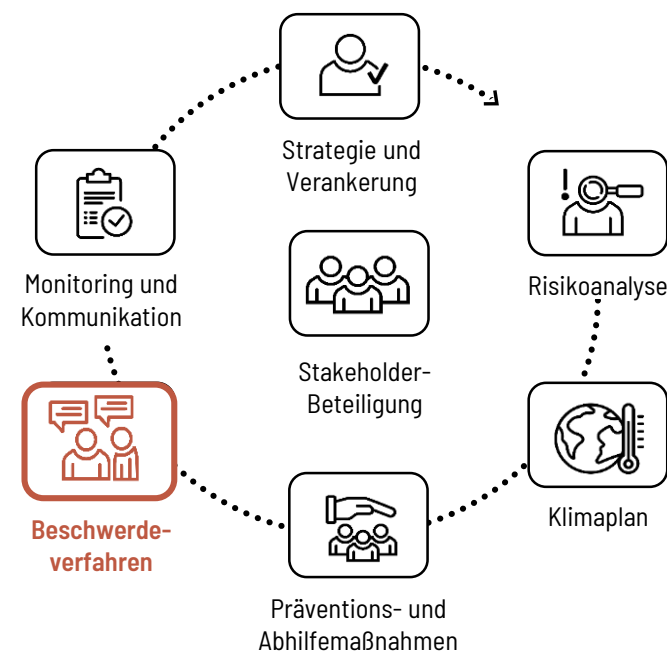 Strategie und
Verankerung
Risikoanalyse
Klimaplan
Präventions- und
Abhilfemaßnahmen
Beschwerde-
verfahren
Monitoring und
Kommunikation
Stakeholder-
Beteiligung